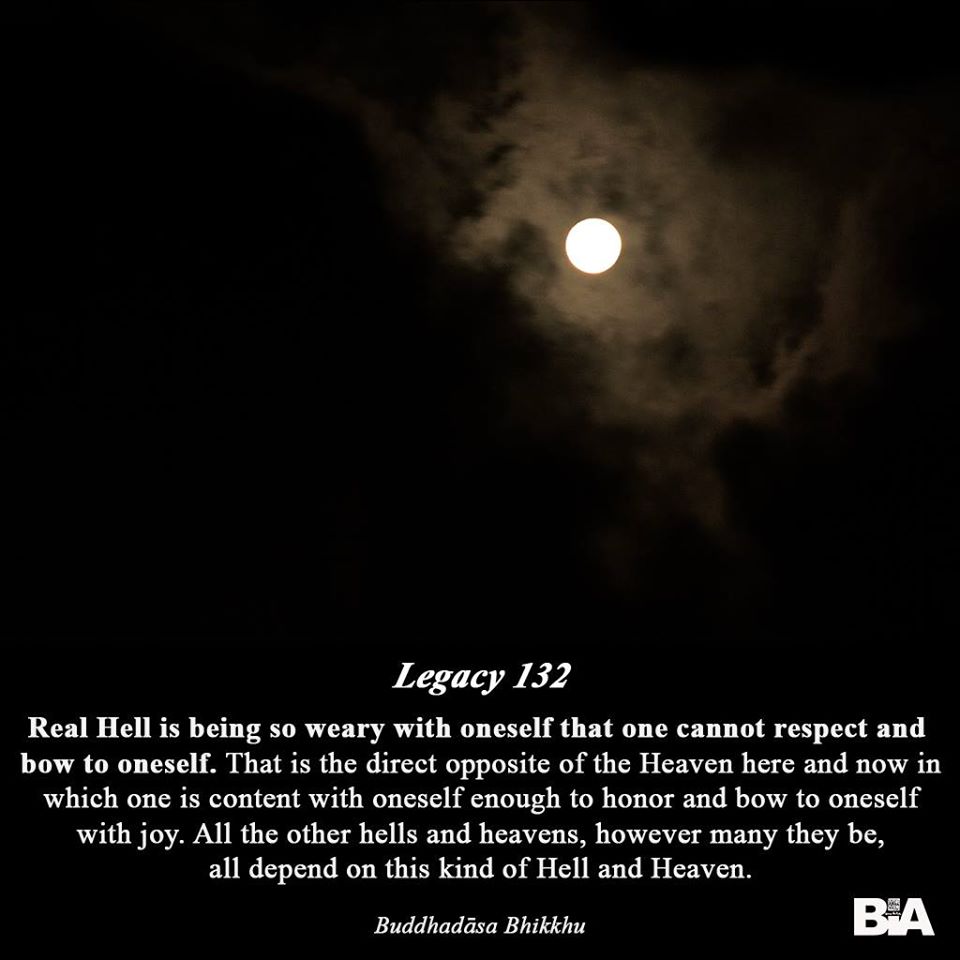 Legacy 132
Real Hell is being so weary with oneself that one cannot respect and
bow to oneself. That is the direct opposite of the Heaven here and now in
which one is content with oneself enough to honor and bow to oneself
with joy. All the other hells and heavens, however many they be,
all depend on this kind of Hell and Heaven.
Buddhadāsa Bhikkhu
BIA